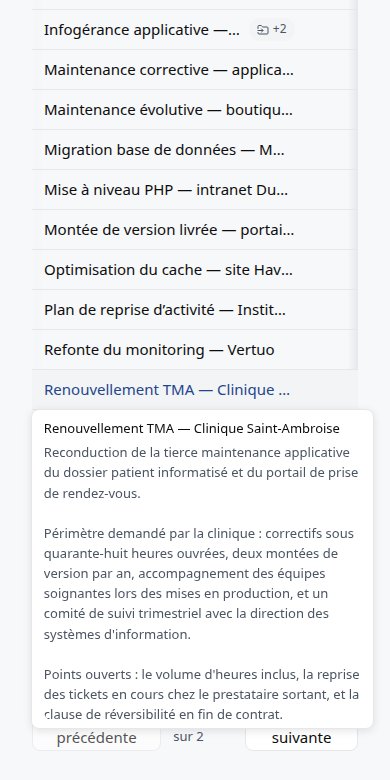 Infogérance applicative —... +2
Maintenance corrective — applica...
Maintenance évolutive — boutiqu...
Migration base de données — M...
Mise à niveau PHP — intranet Du...
Montée de version livrée — portai...
Optimisation du cache — site Hav...
Plan de reprise d’activité — Instit...
Refonte du monitoring — Vertuo
Renouvellement TMA — Clinique ...
Renouvellement TMA — Clinique Saint-Ambroise
Reconduction de la tierce maintenance applicative
du dossier patient informatisé et du portail de prise
de rendez-vous.
Périmètre demandé par la clinique : correctifs sous
quarante-huit heures ouvrées, deux montées de
version par an, accompagnement des équipes
soignantes lors des mises en production, et un
comité de suivi trimestriel avec la direction des
systèmes d'information.
Points ouverts : le volume d'heures inclus, la reprise
des tickets en cours chez le prestataire sortant, et la
clause de réversibilité en fin de contrat.
précédente sur 2 suivante